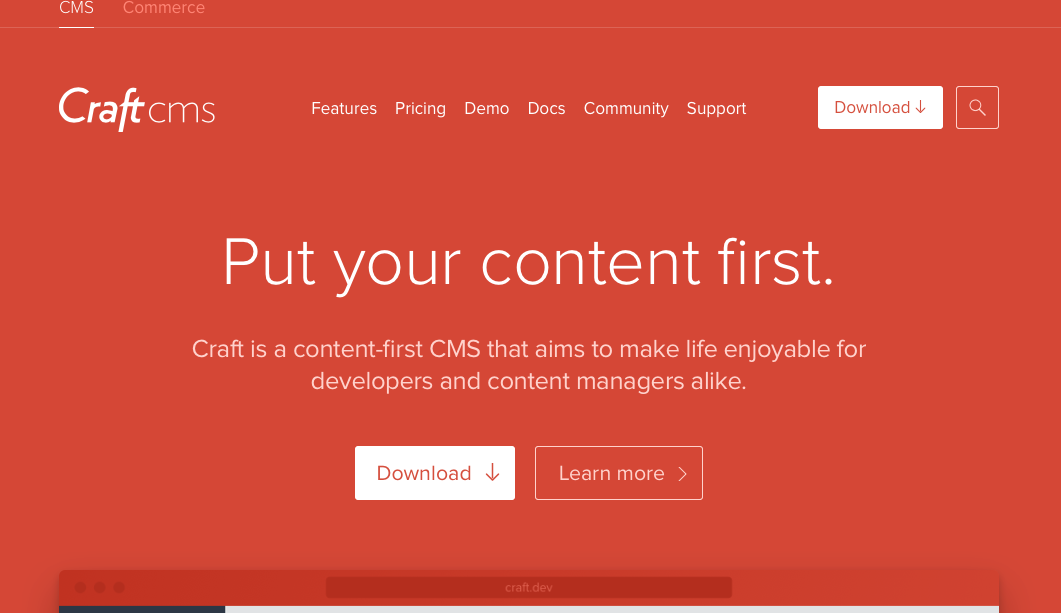 CMS Commerce
Craft cms
Features Pricing Demo Docs Community Support
Download
Put your content first.
Craft is a content-first CMS that aims to make life enjoyable for
developers and content managers alike.
Download
Learn more
craft.dev